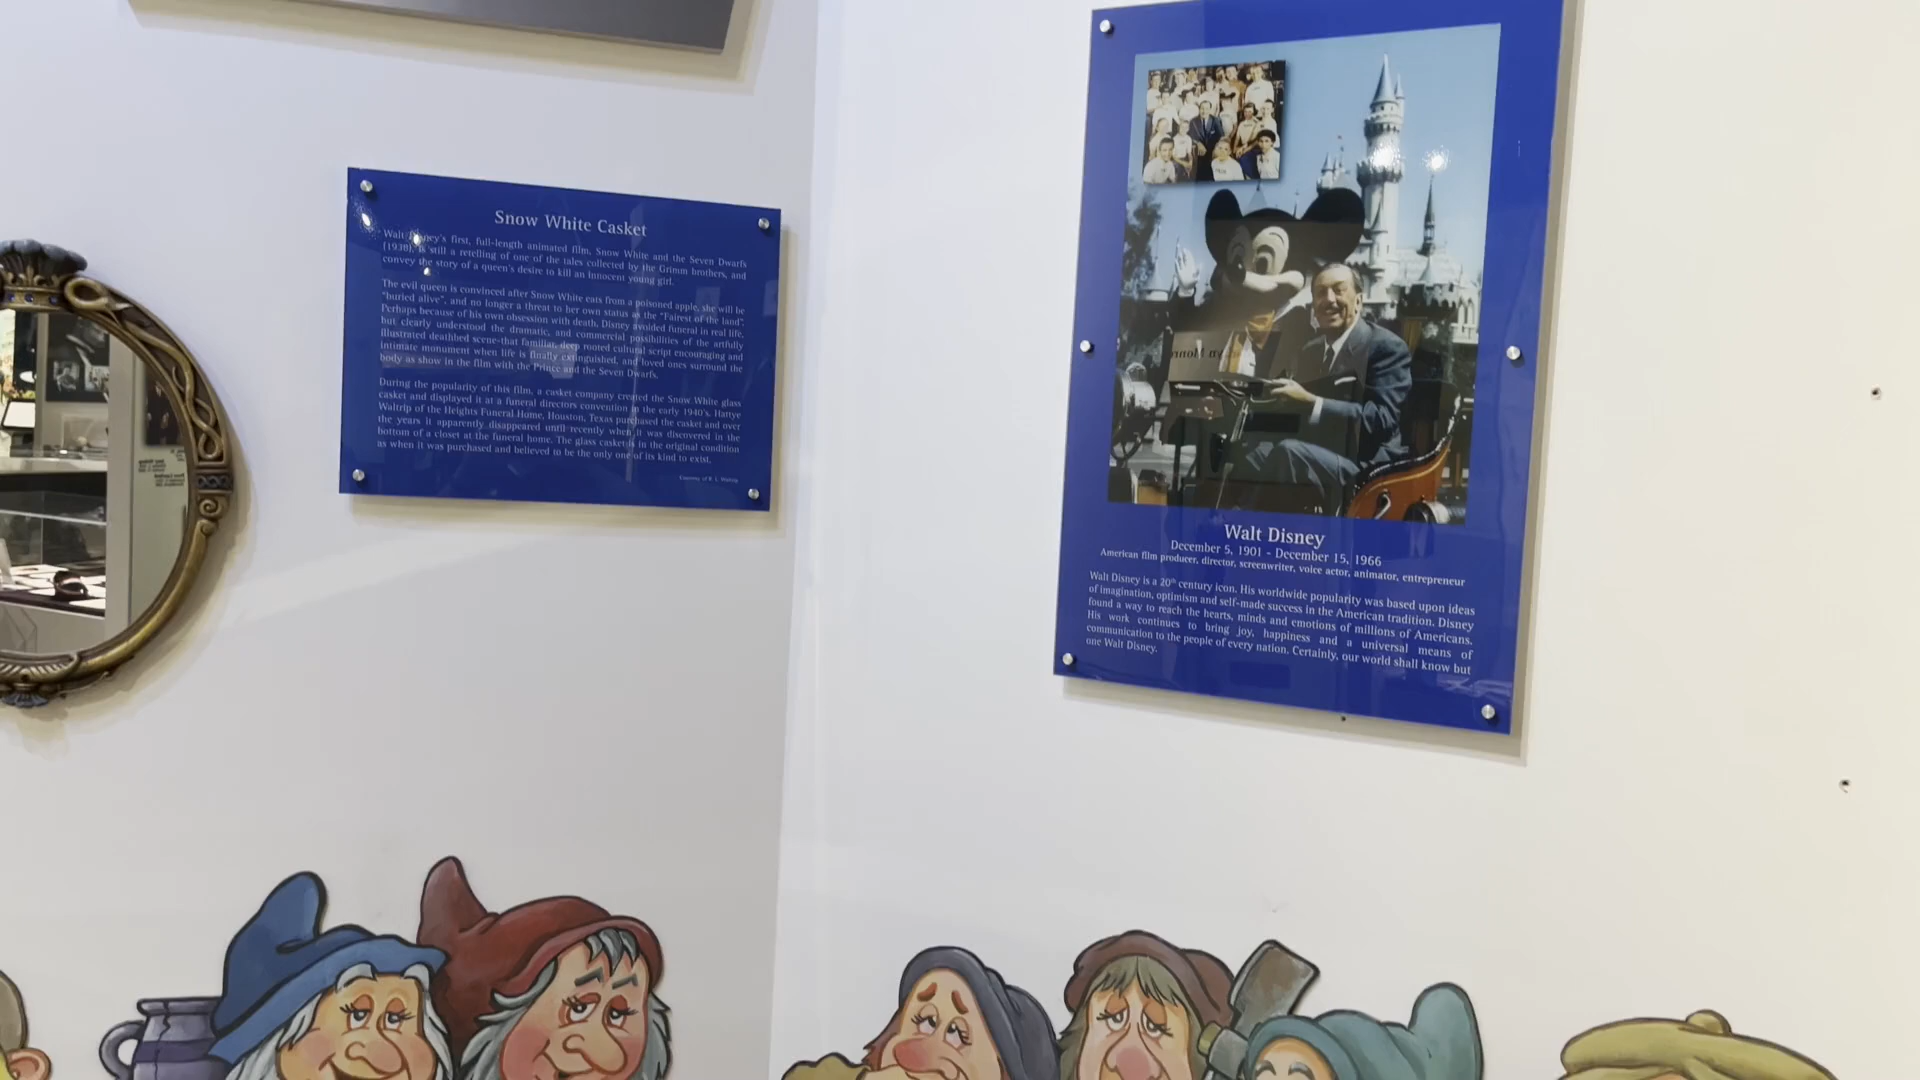 Snow White Casket
Walt Disney's first, full-length animated film, Snow White and the Seven Dwarfs
(1938), is still a retelling of one of the tales collected by the Grimm brothers, and
convey the story of a queen's desire to kill an innocent young girl.
The evil queen is convinced after Snow White eats from a poisoned apple, she will be
"buried alive", and no longer a threat to her own status as the "Fairest of the land".
Perhaps because of his own obsession with death, Disney avoided funeral in real life,
but clearly understood the dramatic, and commercial possibilities of the artfully
illustrated deathbed scene-that familiar, deep rooted cultural script encouraging and
intimate monument when life is finally extinguished, and loved ones surround the
body as show in the film with the Prince and the Seven Dwarfs.
During the popularity of this film, a casket company created the Snow White glass
casket and displayed it at a funeral directors convention in the early 1940's. Harvye
Waltrip of the Heights Funeral Home, Houston, Texas purchased the casket and over
the years it apparently disappeared until recently when it was discovered in the
bottom of a closet at the funeral home. The glass casket is in the original condition
as when it was purchased and believed to be the only one of its kind to exist.
Courtesy of R. L. Waltrip
Walt Disney
December 5, 1901 - December 15, 1966
American film producer, director, screenwriter, voice actor, animator, entrepreneur
Walt Disney is a 20th century icon. His worldwide popularity was based upon ideas
of imagination, optimism and self-made success in the American tradition. Disney
found a way to reach the hearts, minds and emotions of millions of Americans.
His work continues to bring joy, happiness and a universal means of
communication to the people of every nation. Certainly, our world shall know but
one Walt Disney.